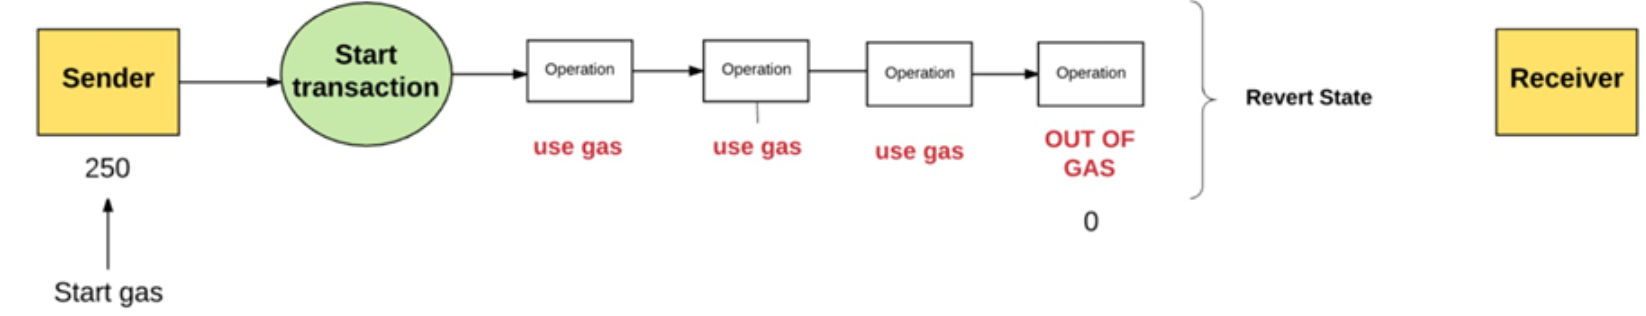 Sender
Start
transaction
Operation
Operation
Operation
Operation
Revert State
Receiver
use gas
use gas
use gas
OUT OF
GAS
250
0
Start gas